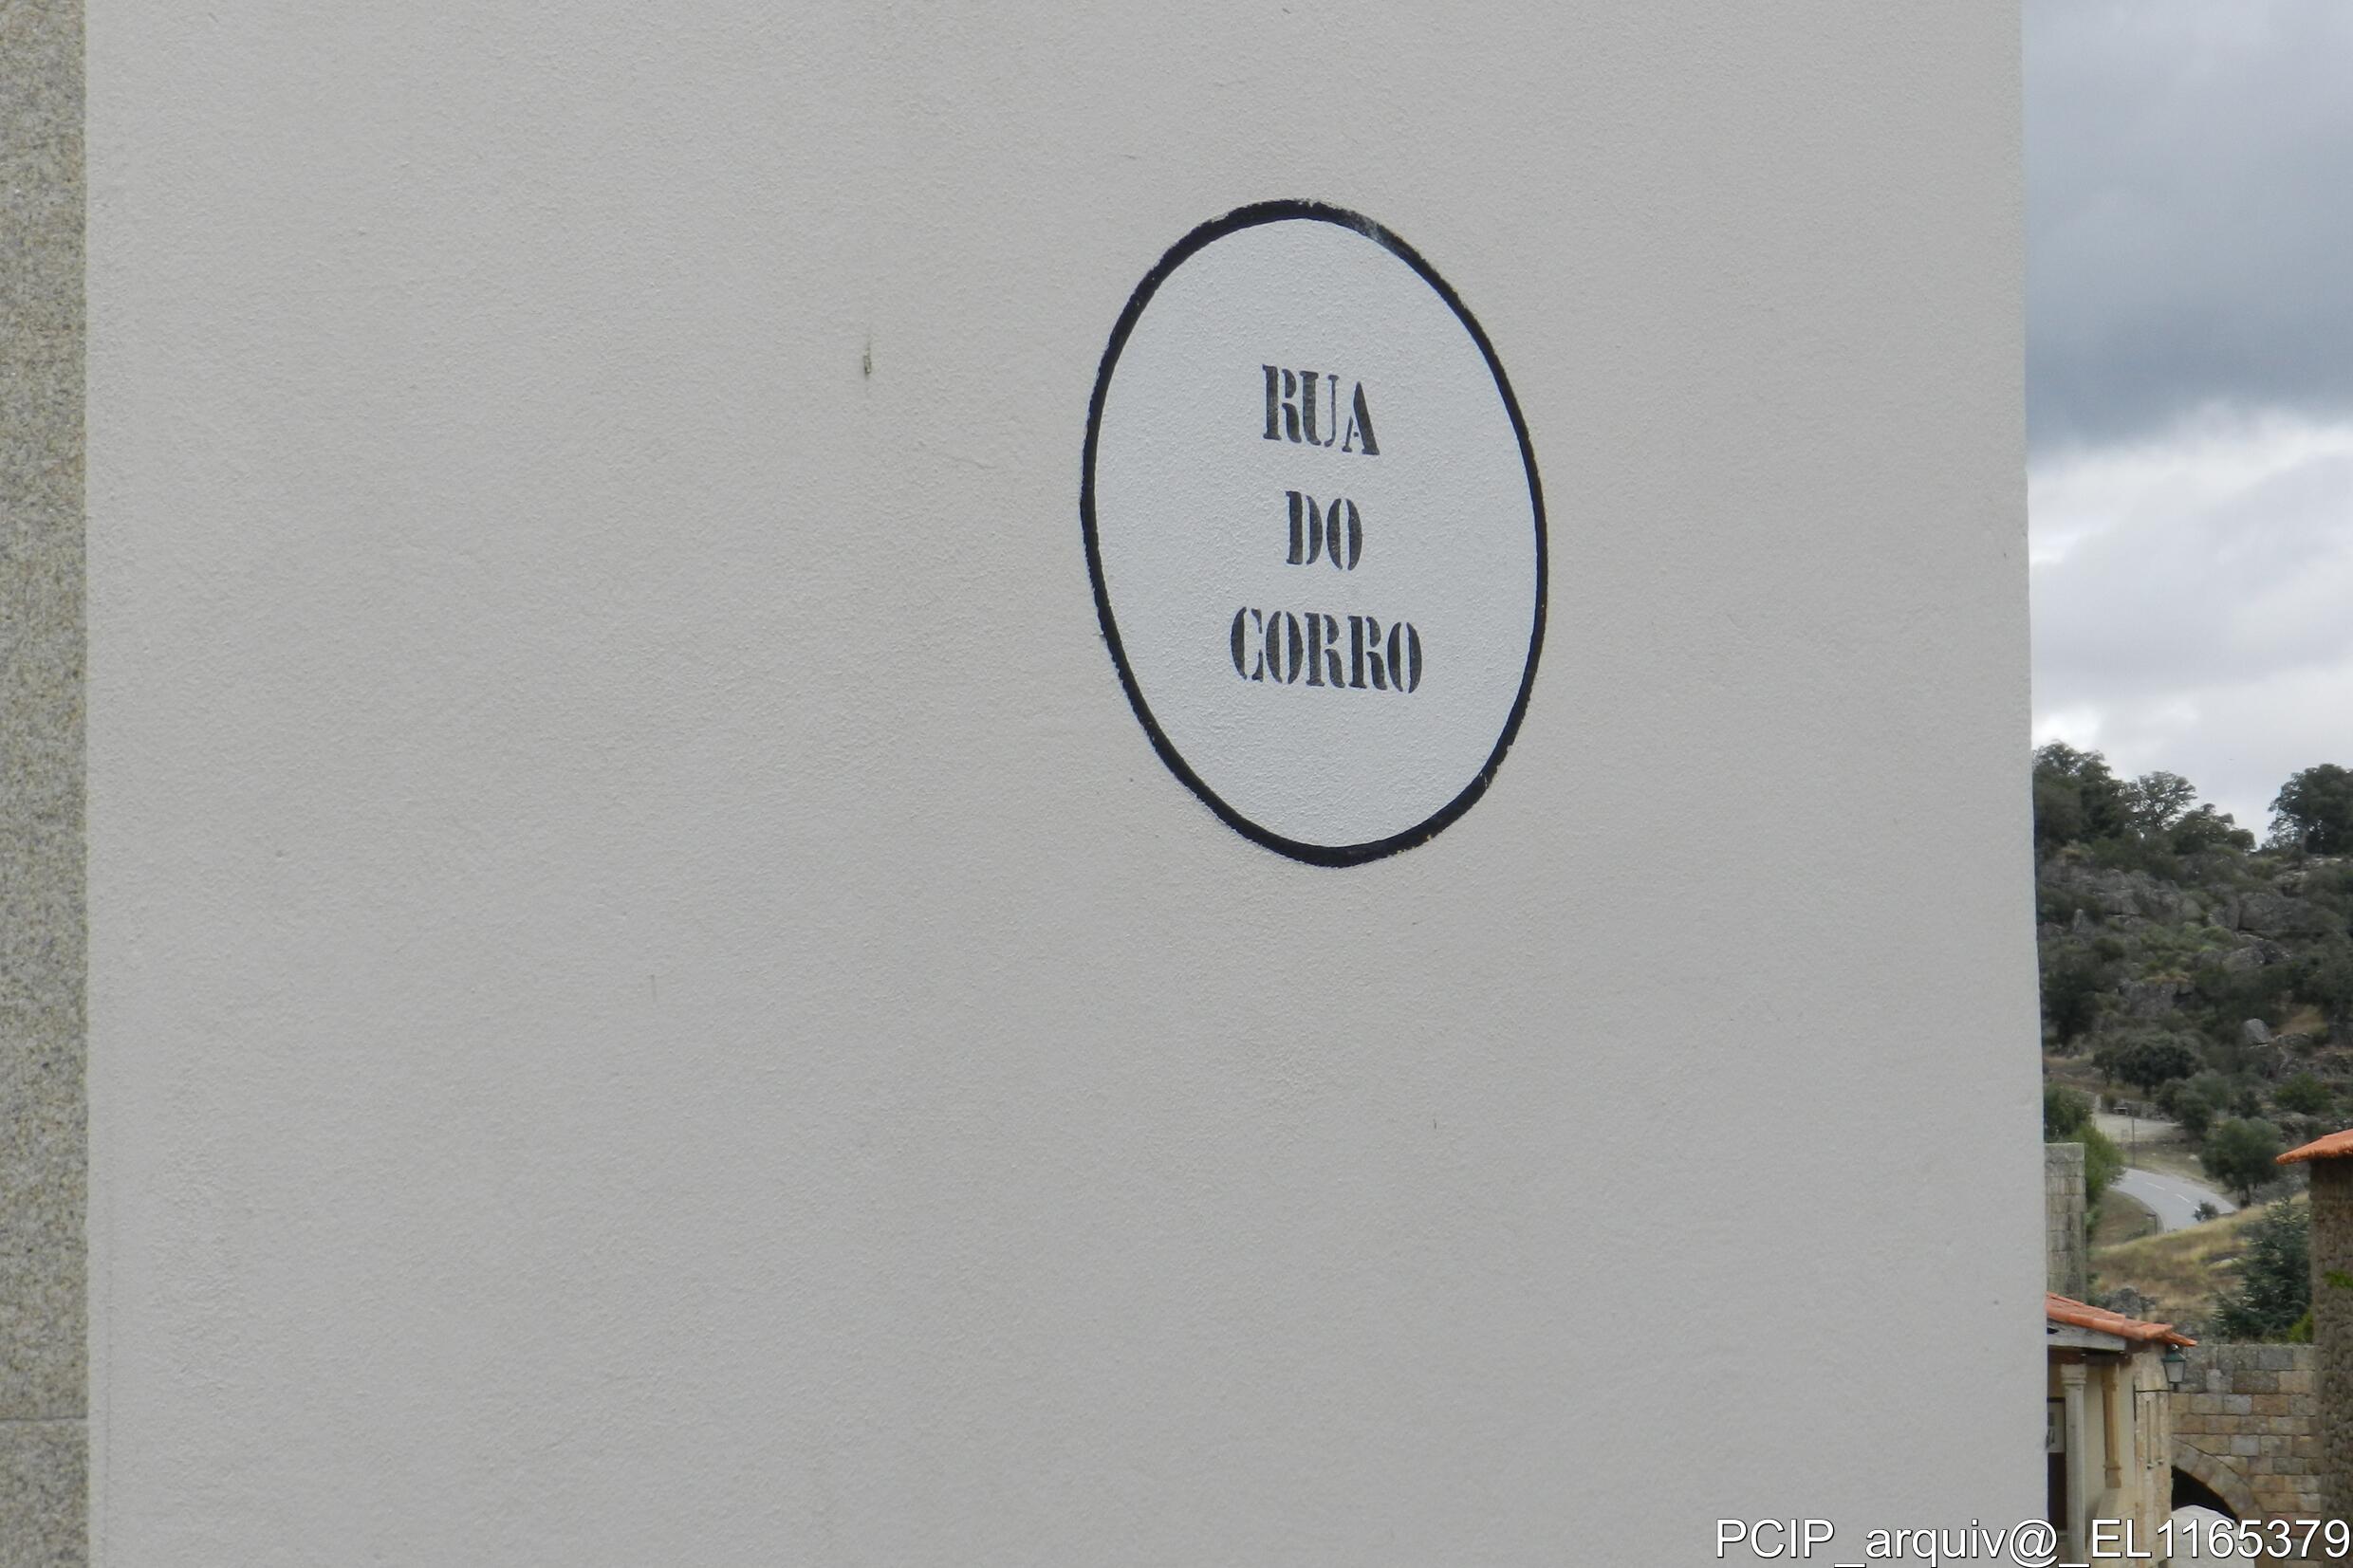 RUA
DO
CORRO
PCIP_arquiv@_EL1165379